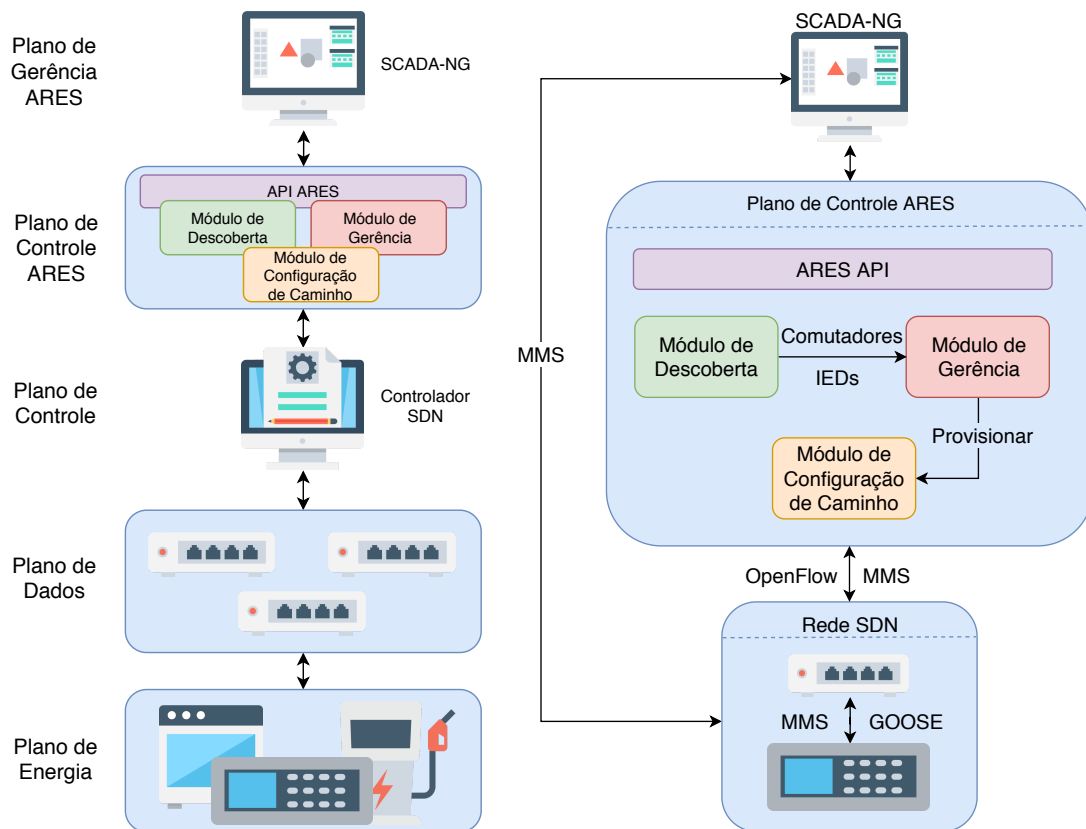 Plano de
Gerência
ARES
SCADA-NG
API ARES
Módulo de
Descoberta
Módulo de
Gerência
Módulo de
Configuração
de Caminho
Plano de
Controle
ARES
Plano de
Controle
Controlador
SDN
Plano de
Dados
Plano de
Energia
SCADA-NG
MMS
Plano de Controle ARES
ARES API
Módulo de
Descoberta
Comutadores
IEDs
Módulo de
Gerência
Provisionar
Módulo de
Configuração
de Caminho
OpenFlow
MMS
Rede SDN
MMS
GOOSE